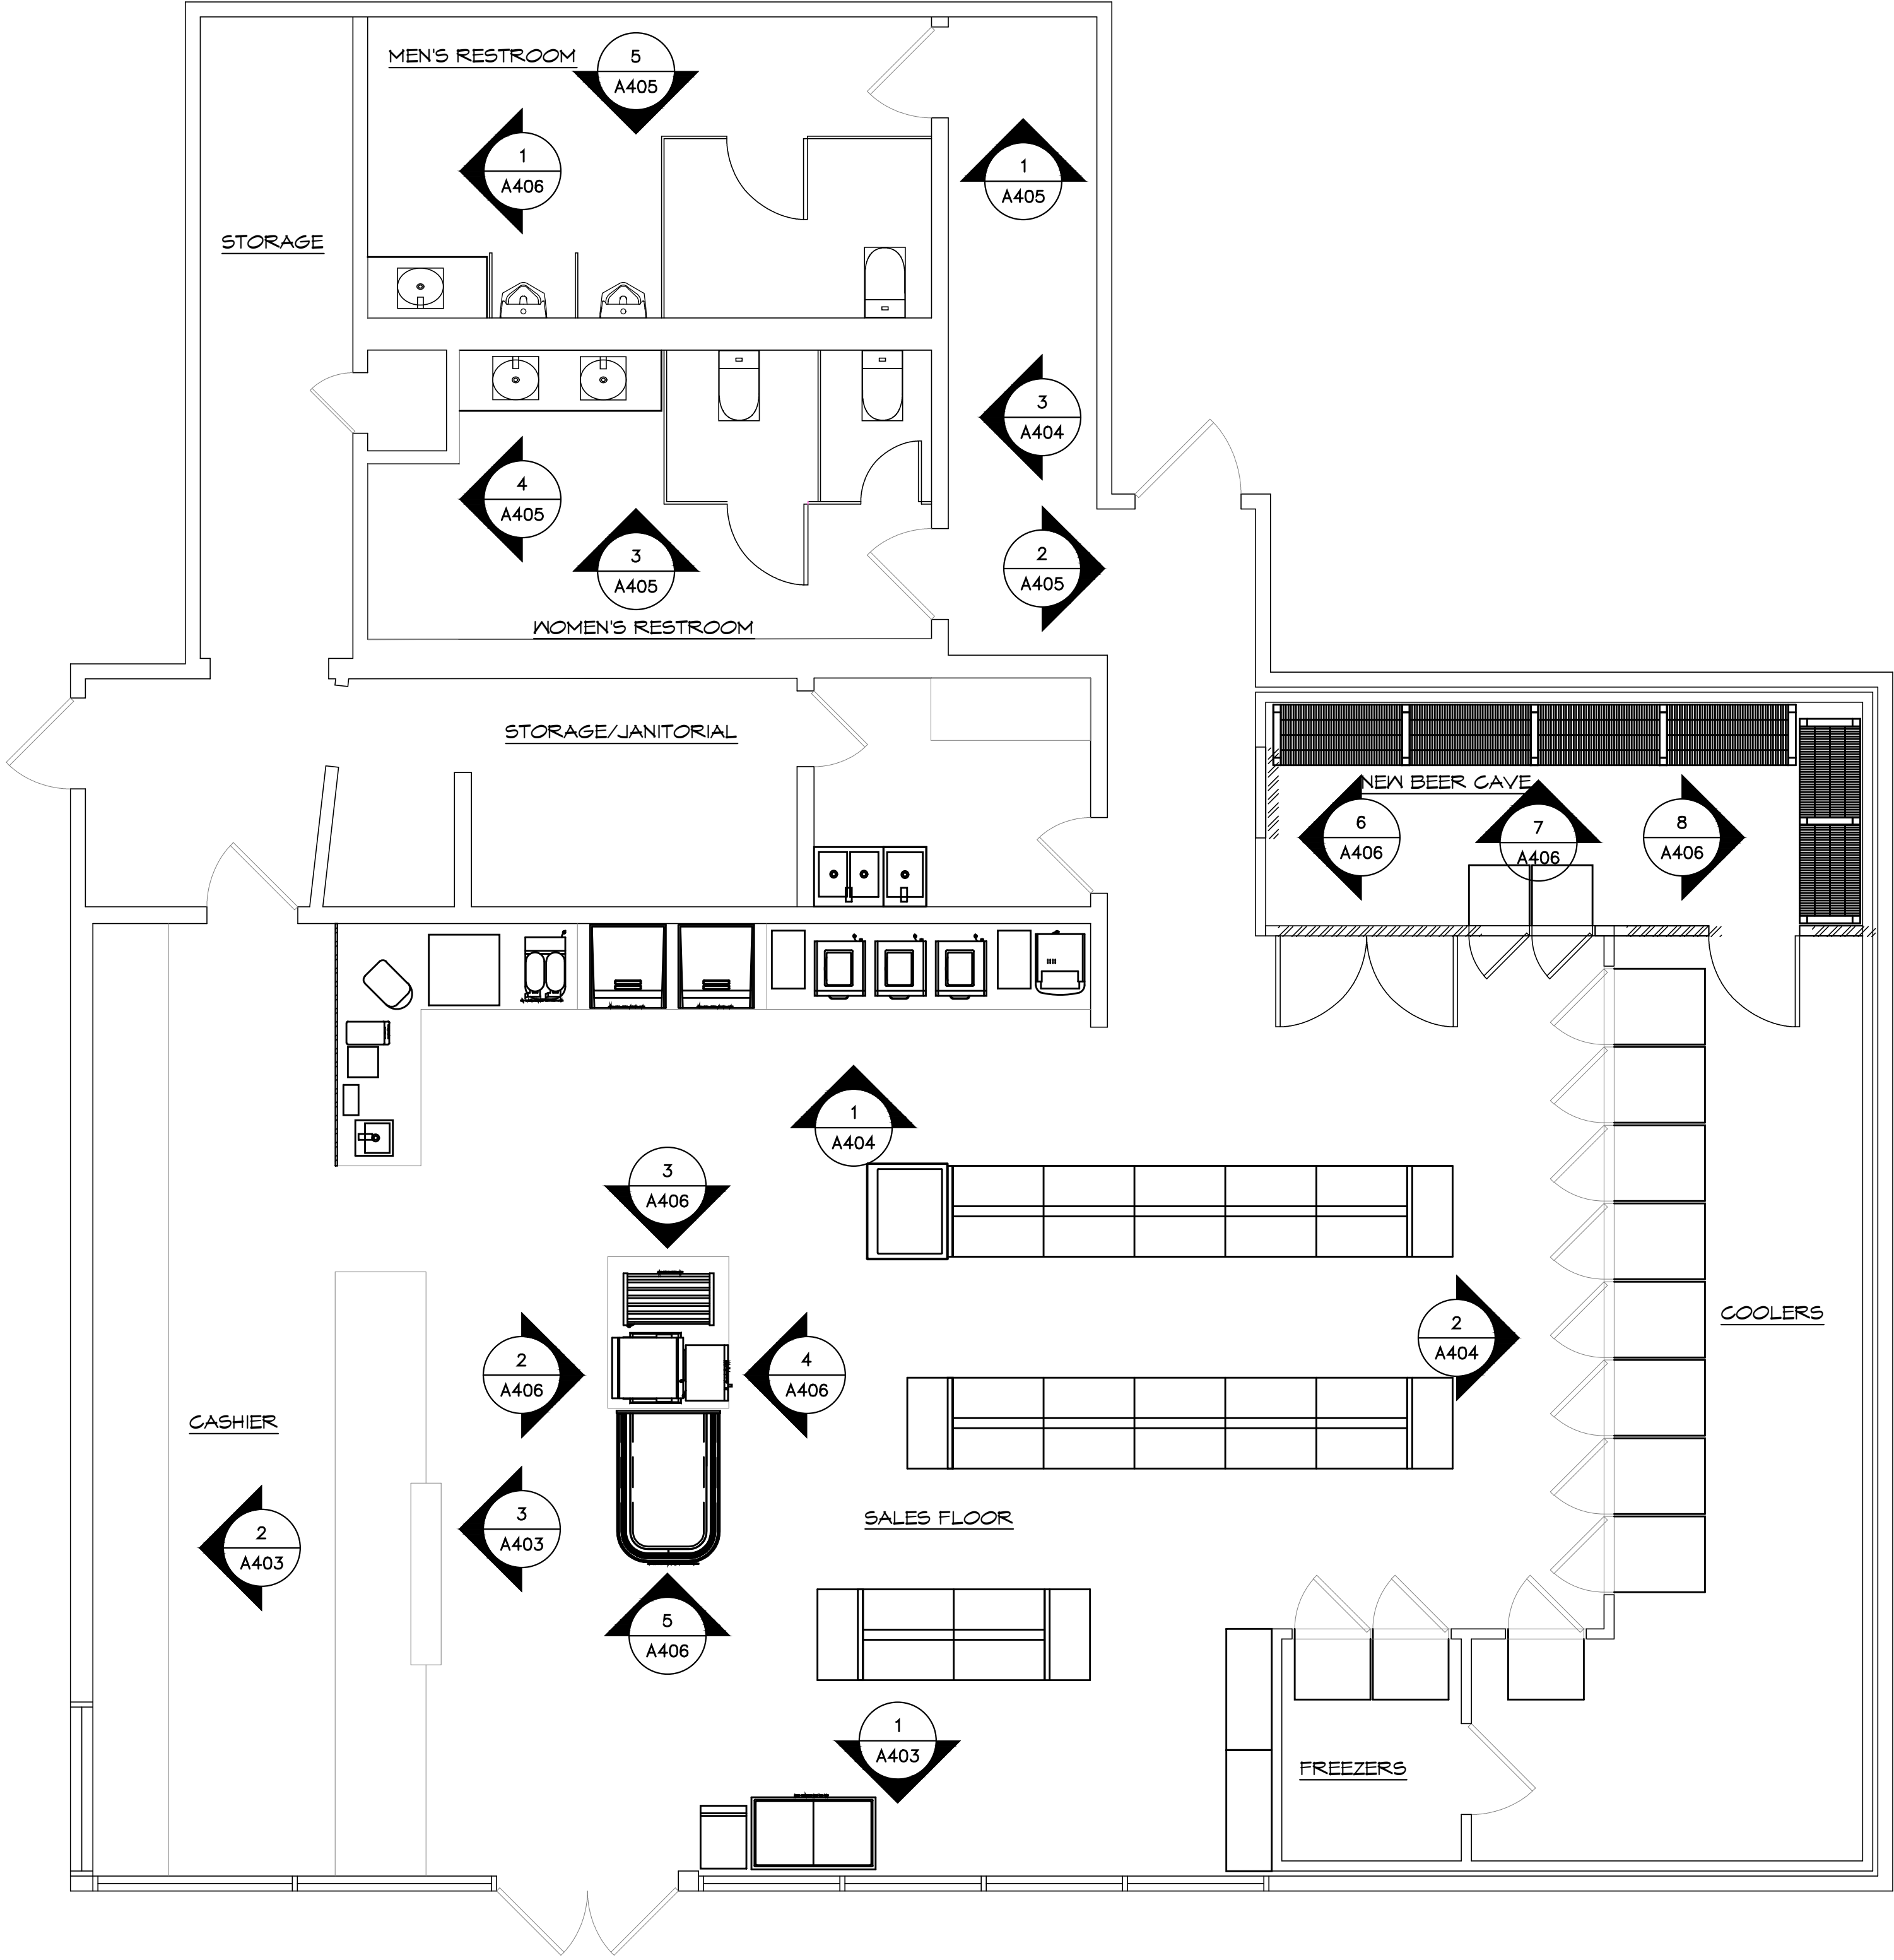 MEN'S RESTROOM
5
A405
1
A406
1
A405
STORAGE
3
A404
4
A405
3
A405
2
A405
WOMEN'S RESTROOM
STORAGE/JANITORIAL
NEW BEER CAVE
6
A406
7
A406
8
A406
1
A404
3
A406
2
A404
COOLERS
2
A406
4
A406
CASHIER
SALES FLOOR
2
A403
3
A403
5
A406
1
A403
FREEZERS